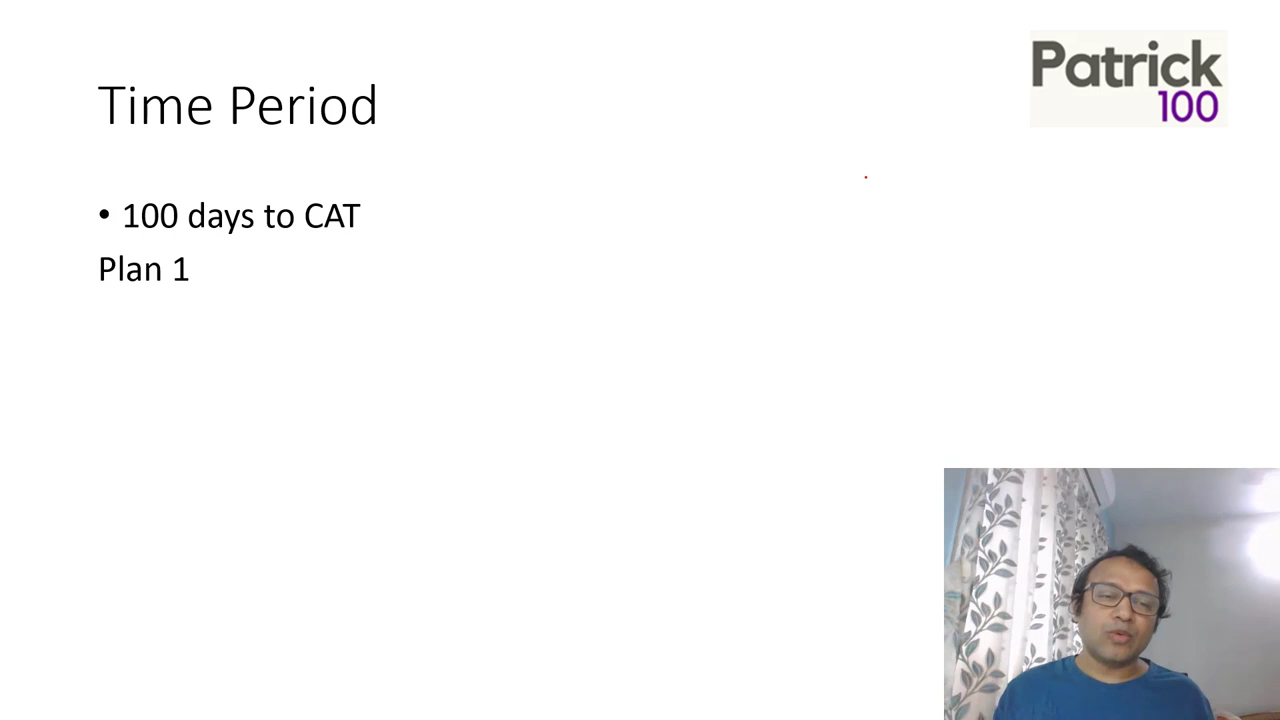 Patrick
100
Time Period
• 100 days to CAT
Plan 1